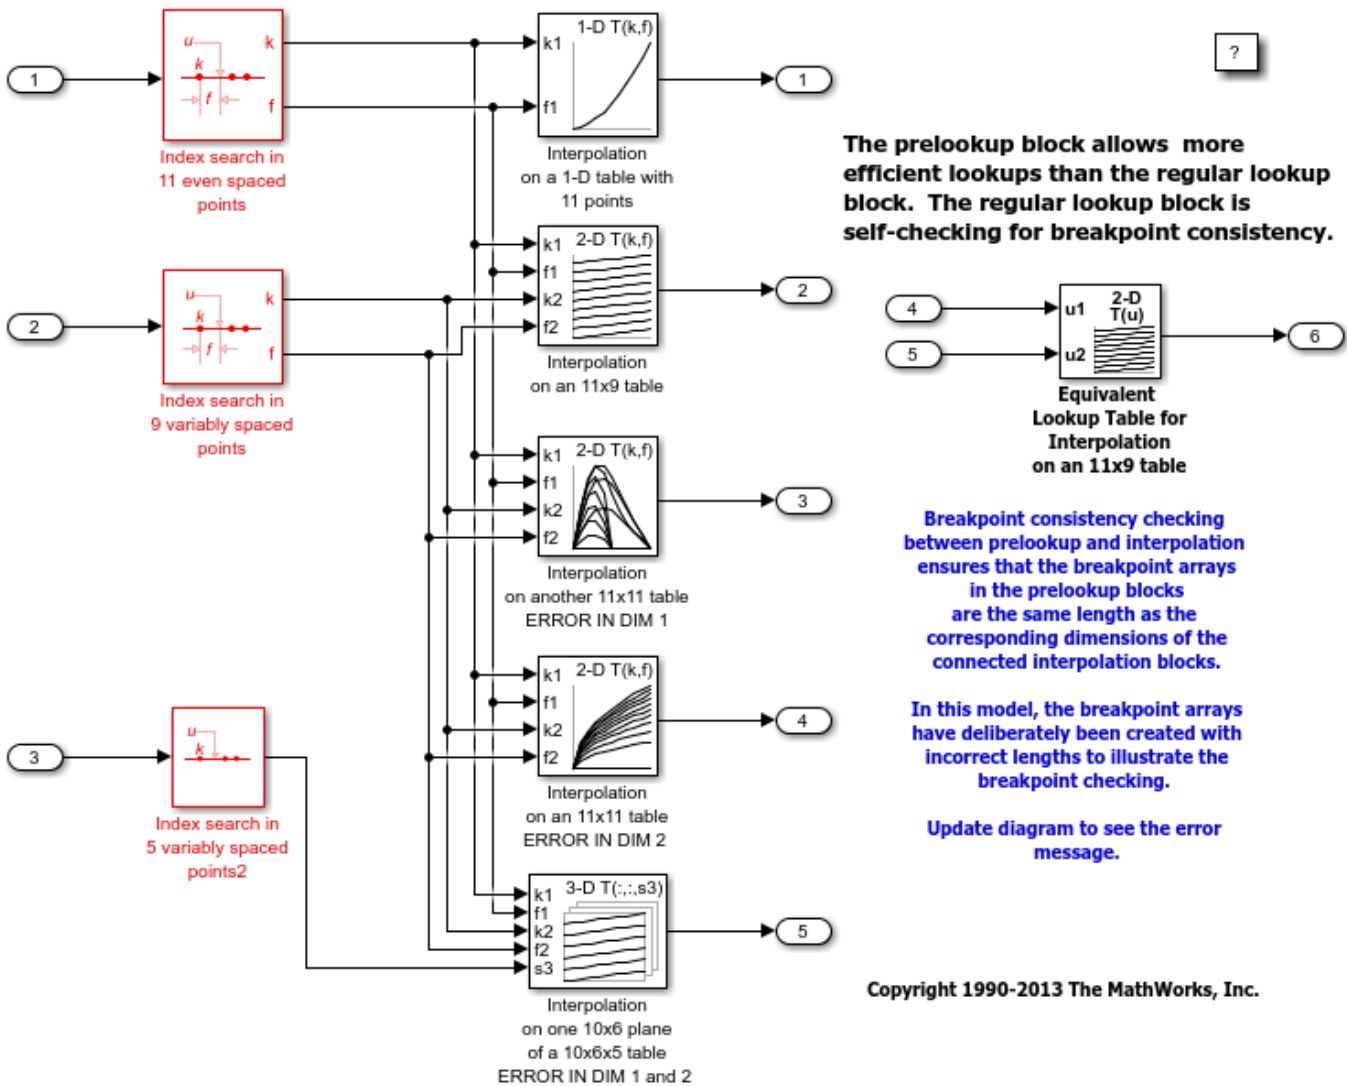 1
u
k
f
k
f
Index search in
11 even spaced
points
1-D T(k,f)
k1
f1
Interpolation
on a 1-D table with
11 points
1
?
The prelookup block allows more
efficient lookups than the regular lookup
block. The regular lookup block is
self-checking for breakpoint consistency.
2
u
k
f
k
f
Index search in
9 variably spaced
points
2-D T(k,f)
k1
f1
k2
f2
Interpolation
on an 11x9 table
2
4
5
u1
u2
2-D
T(u)
6
Equivalent
Lookup Table for
Interpolation
on an 11x9 table
2-D T(k,f)
k1
f1
k2
f2
Interpolation
on another 11x11 table
ERROR IN DIM 1
3
Breakpoint consistency checking
between prelookup and interpolation
ensures that the breakpoint arrays
in the prelookup blocks
are the same length as the
corresponding dimensions of the
connected interpolation blocks.
In this model, the breakpoint arrays
have deliberately been created with
incorrect lengths to illustrate the
breakpoint checking.
Update diagram to see the error
message.
2-D T(k,f)
k1
f1
k2
f2
Interpolation
on an 11x11 table
ERROR IN DIM 2
4
3
u
k
Index search in
5 variably spaced
points2
3-D T(:,:,s3)
k1
f1
k2
f2
s3
Interpolation
on one 10x6 plane
of a 10x6x5 table
ERROR IN DIM 1 and 2
5
Copyright 1990-2013 The MathWorks, Inc.